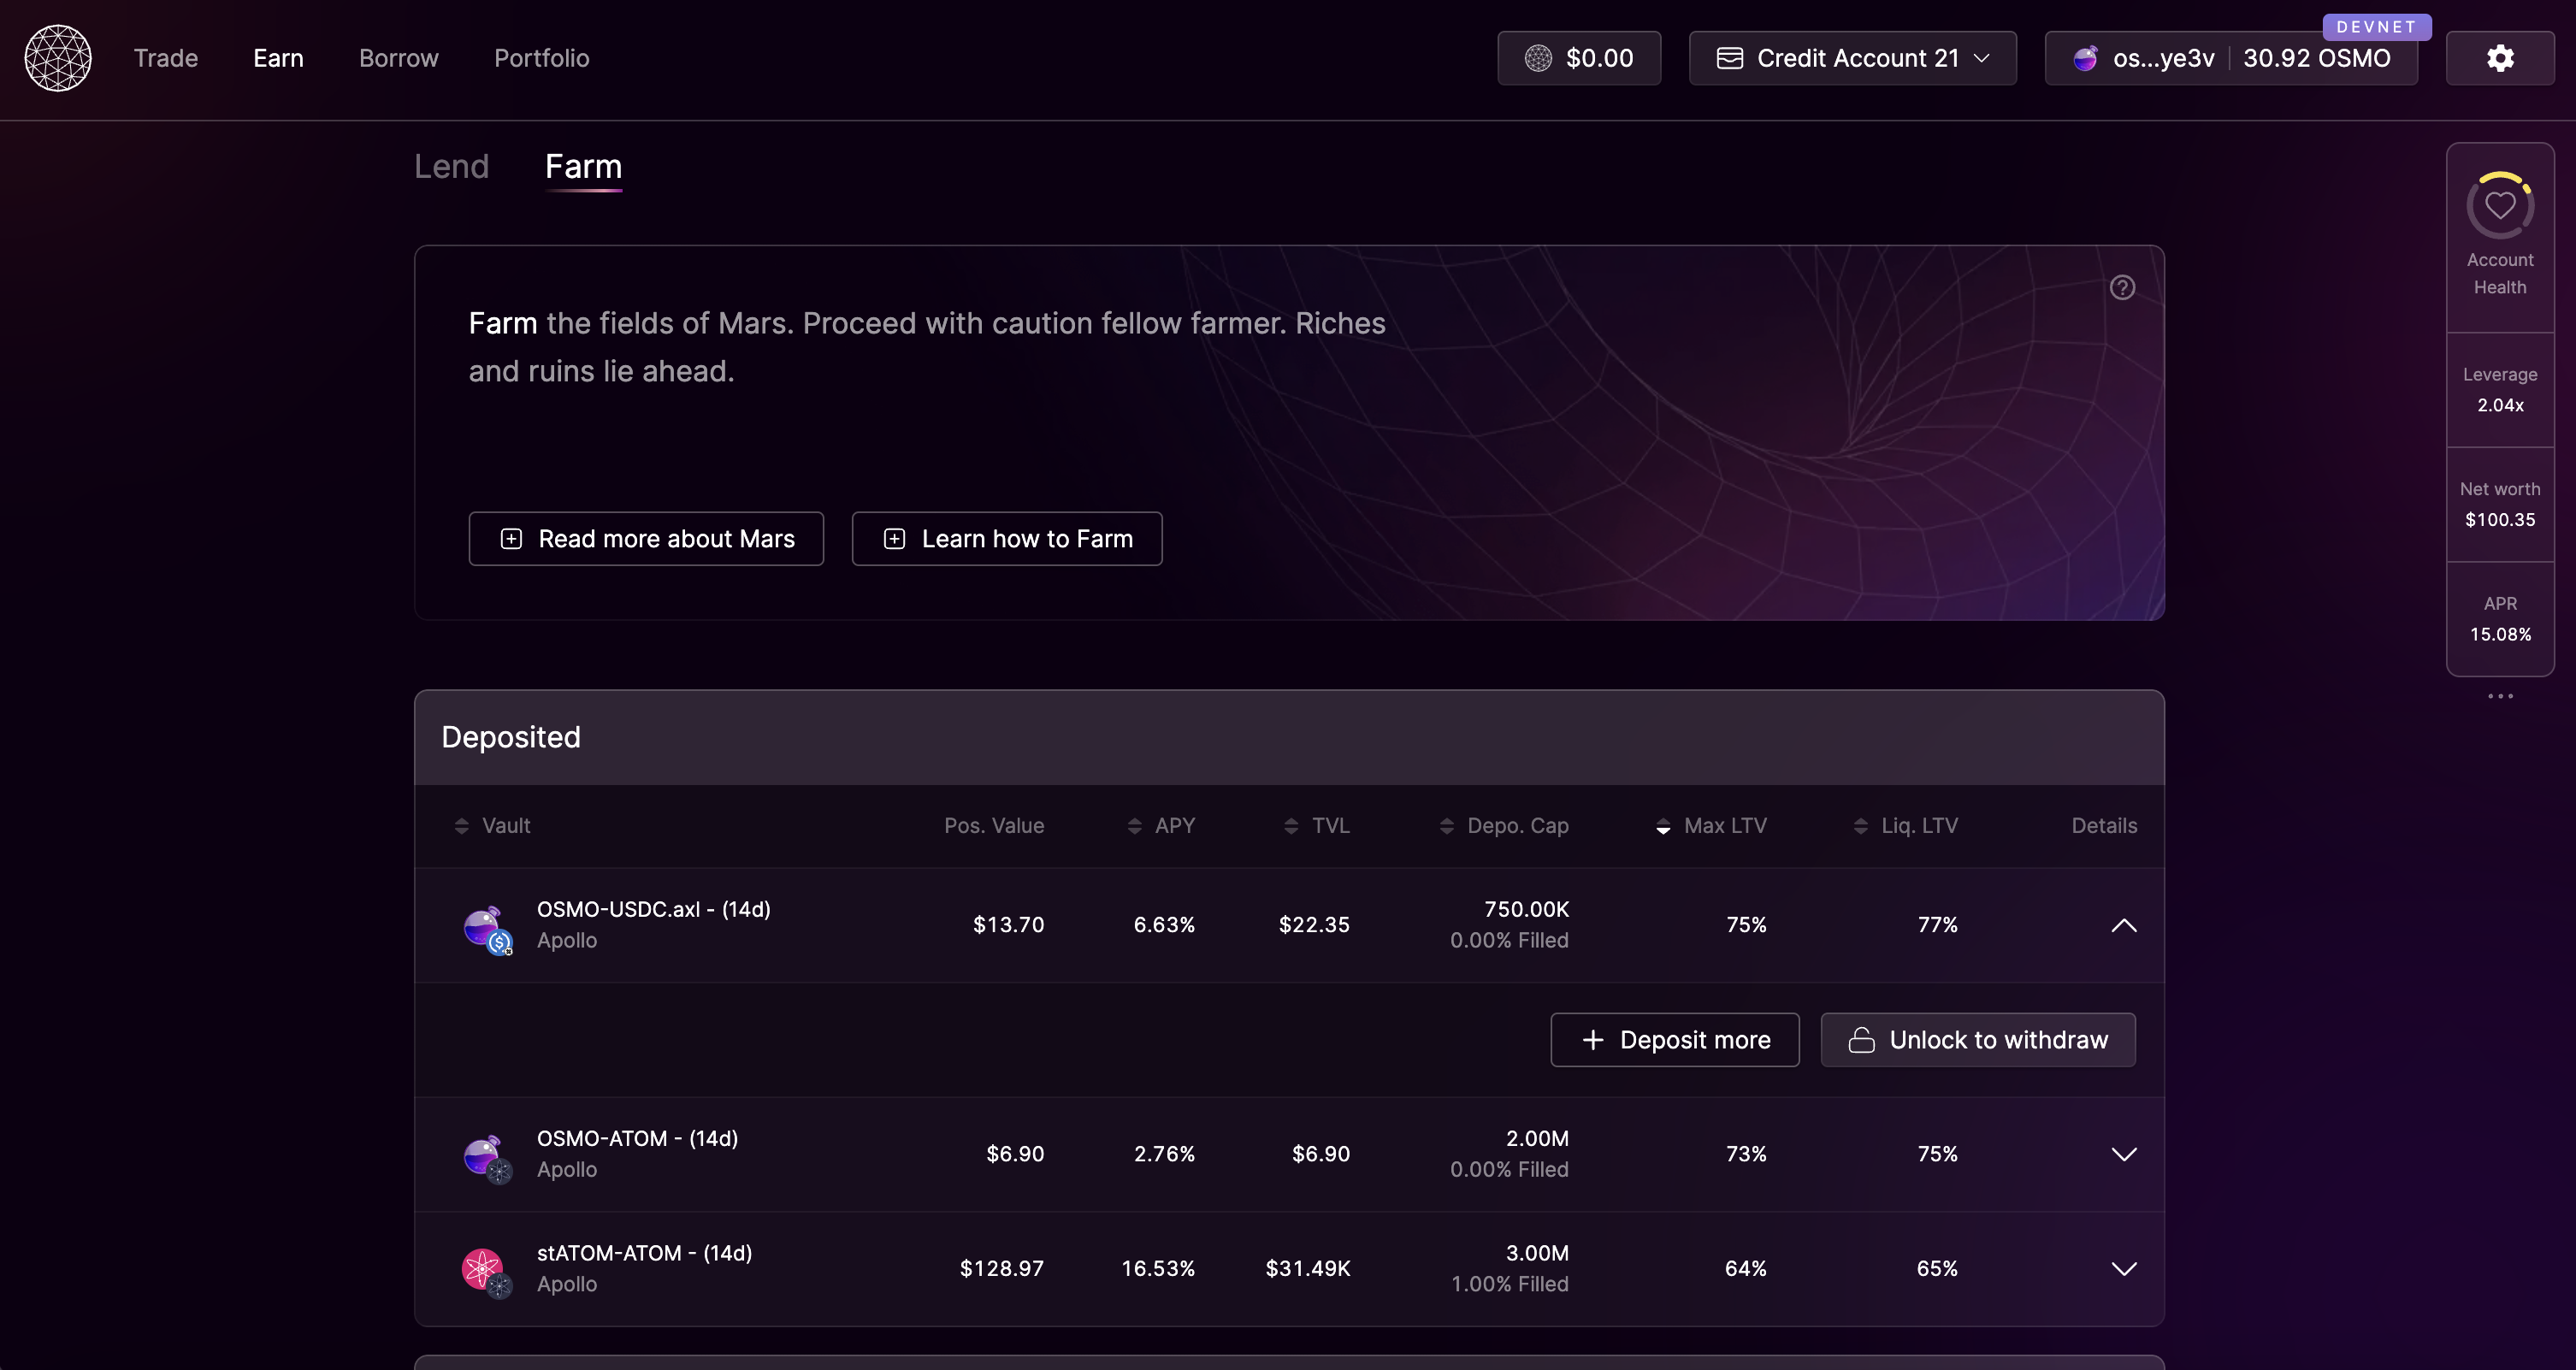 DEVNET
Trade Earn Borrow Portfolio $0.00 Credit Account 21 os...ye3v 30.92 OSMO
Lend Farm
Farm the fields of Mars. Proceed with caution fellow farmer. Riches
and ruins lie ahead.
Read more about Mars Learn how to Farm
Account
Health
Leverage
2.04x
Net worth
$100.35
APR
15.08%
Deposited
Vault Pos. Value APY TVL Depo. Cap Max LTV Liq. LTV Details
OSMO-USDC.axl - (14d)
Apollo
$13.70 6.63% $22.35
750.00K
0.00% Filled
75% 77%
Deposit more Unlock to withdraw
OSMO-ATOM - (14d)
Apollo
$6.90 2.76% $6.90
2.00M
0.00% Filled
73% 75%
stATOM-ATOM - (14d)
Apollo
$128.97 16.53% $31.49K
3.00M
1.00% Filled
64% 65%